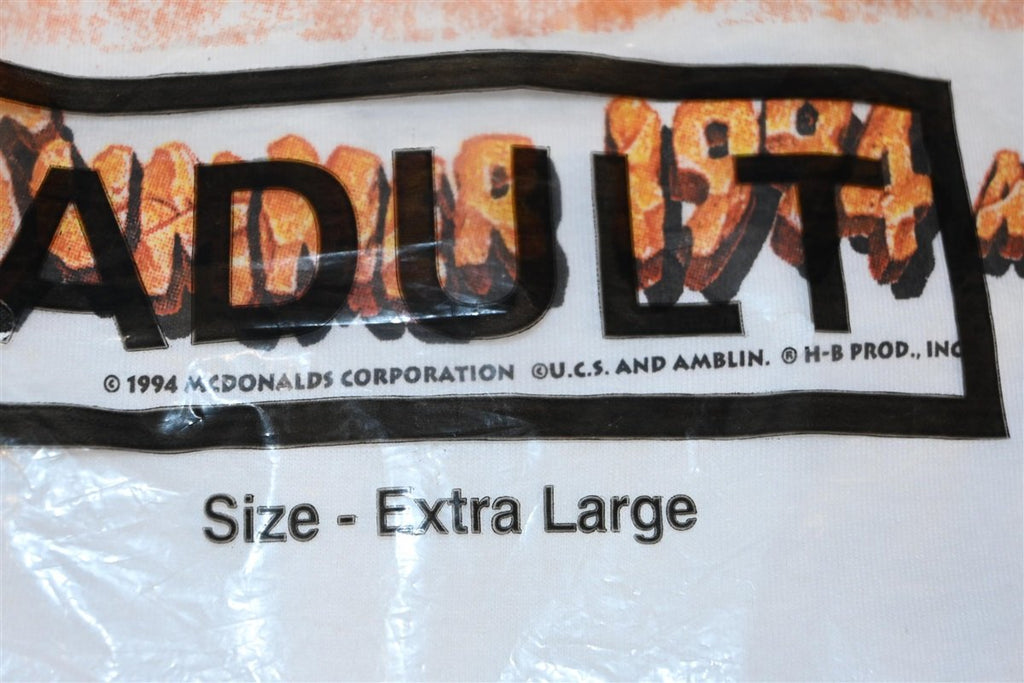 ADULT
1994
© 1994 MCDONALDS CORPORATION ©U.C.S. AND AMBLIN. ® H-B PROD., INC
Size - Extra Large